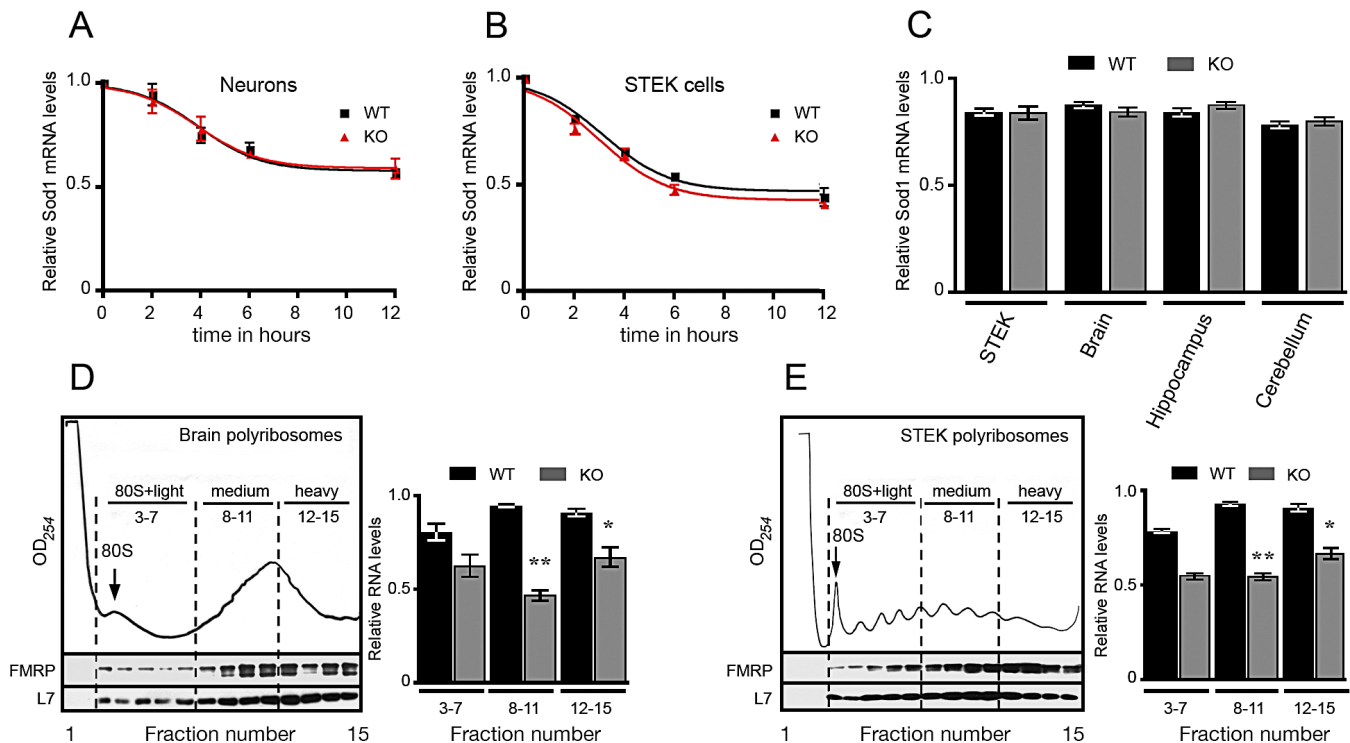 A
Neurons
Relative Sod1 mRNA levels
1.0
0.5
0
WT
KO
0 2 4 6 8 10 12
time in hours
B
STEK cells
Relative Sod1 mRNA levels
1.0
0.5
0
WT
KO
0 2 4 6 8 10 12
time in hours
C
WT KO
Relative Sod1 mRNA levels
1.0
0.5
0
STEK
Brain
Hippocampus
Cerebellum
D
Brain polyribosomes
OD254
80S+light medium heavy
3-7 8-11 12-15
80S
FMRP
L7
1 Fraction number 15
WT KO
Relative RNA levels
1.0
0.5
0
**
*
3-7 8-11 12-15
Fraction number
E
STEK polyribosomes
OD254
80S+light medium heavy
3-7 8-11 12-15
80S
FMRP
L7
1 Fraction number 15
WT KO
Relative RNA levels
1.0
0.5
0
**
*
3-7 8-11 12-15
Fraction number